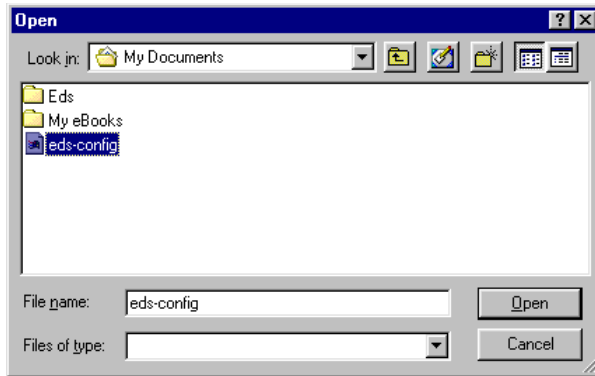 Open
Look in: My Documents
Eds
My eBooks
eds-config
File name: eds-config Open
Files of type: Cancel